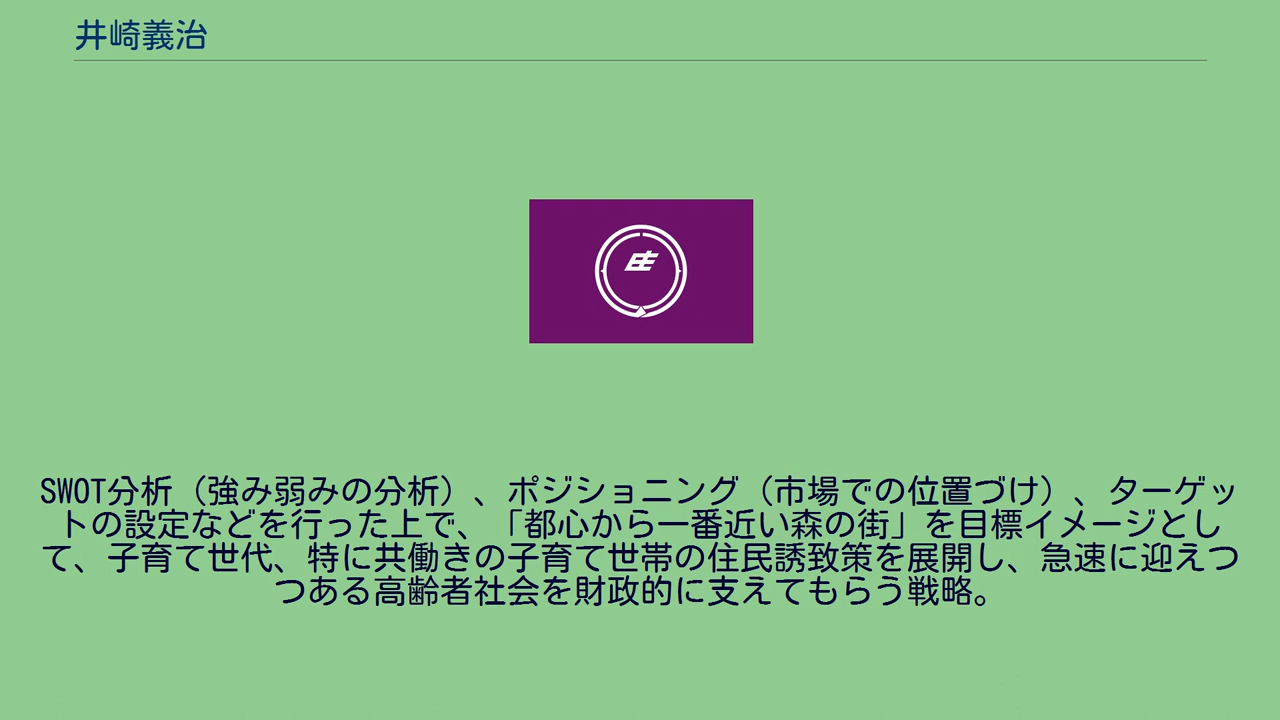 井崎義治
SWOT分析（強み弱みの分析）、ポジショニング（市場での位置づけ）、ターゲッ
トの設定などを行った上で、「都心から一番近い森の街」を目標イメージとし
て、子育て世代、特に共働きの子育て世帯の住民誘致策を展開し、急速に迎えつ
つある高齢者社会を財政的に支えてもらう戦略。